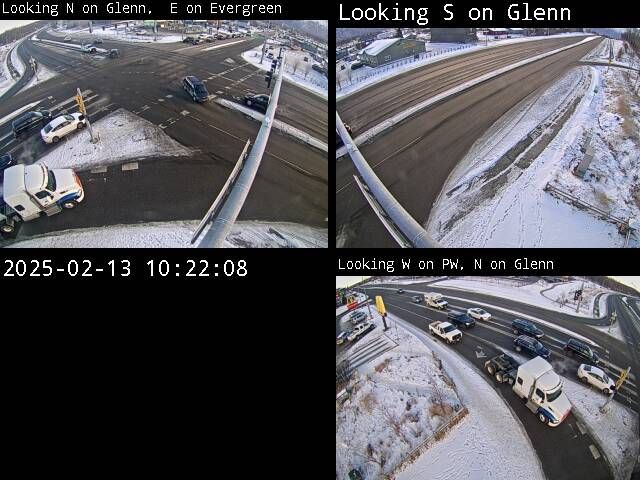 Looking N on Glenn,  E on Evergreen
Looking S on Glenn
2025-02-13 10:22:08
Looking W on PW, N on Glenn